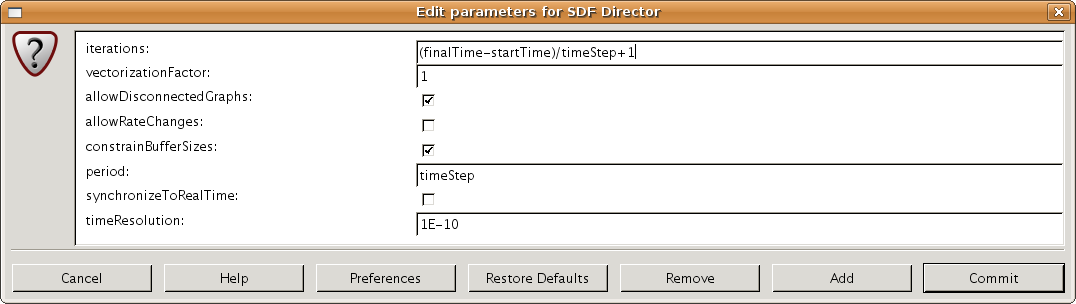 Edit parameters for SDF Director
iterations: (finalTime-startTime)/timeStep+1
vectorizationFactor: 1
allowDisconnectedGraphs:
allowRateChanges:
constrainBufferSizes:
period: timeStep
synchronizeToRealTime:
timeResolution: 1E-10
Cancel Help Preferences Restore Defaults Remove Add Commit